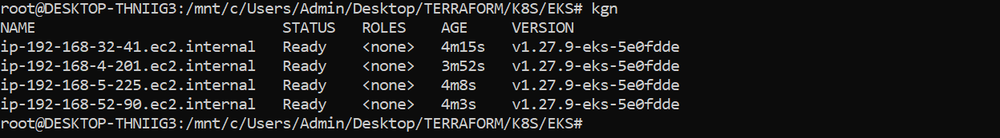 root@DESKTOP-THNIIG3:/mnt/c/Users/Admin/Desktop/TERRAFORM/K8S/EKS# kgn
NAME                          STATUS   ROLES    AGE     VERSION
ip-192-168-32-41.ec2.internal   Ready    <none>   4m15s   v1.27.9-eks-5e0fdde
ip-192-168-4-201.ec2.internal   Ready    <none>   3m52s   v1.27.9-eks-5e0fdde
ip-192-168-5-225.ec2.internal   Ready    <none>   4m8s    v1.27.9-eks-5e0fdde
ip-192-168-52-90.ec2.internal   Ready    <none>   4m3s    v1.27.9-eks-5e0fdde
root@DESKTOP-THNIIG3:/mnt/c/Users/Admin/Desktop/TERRAFORM/K8S/EKS#